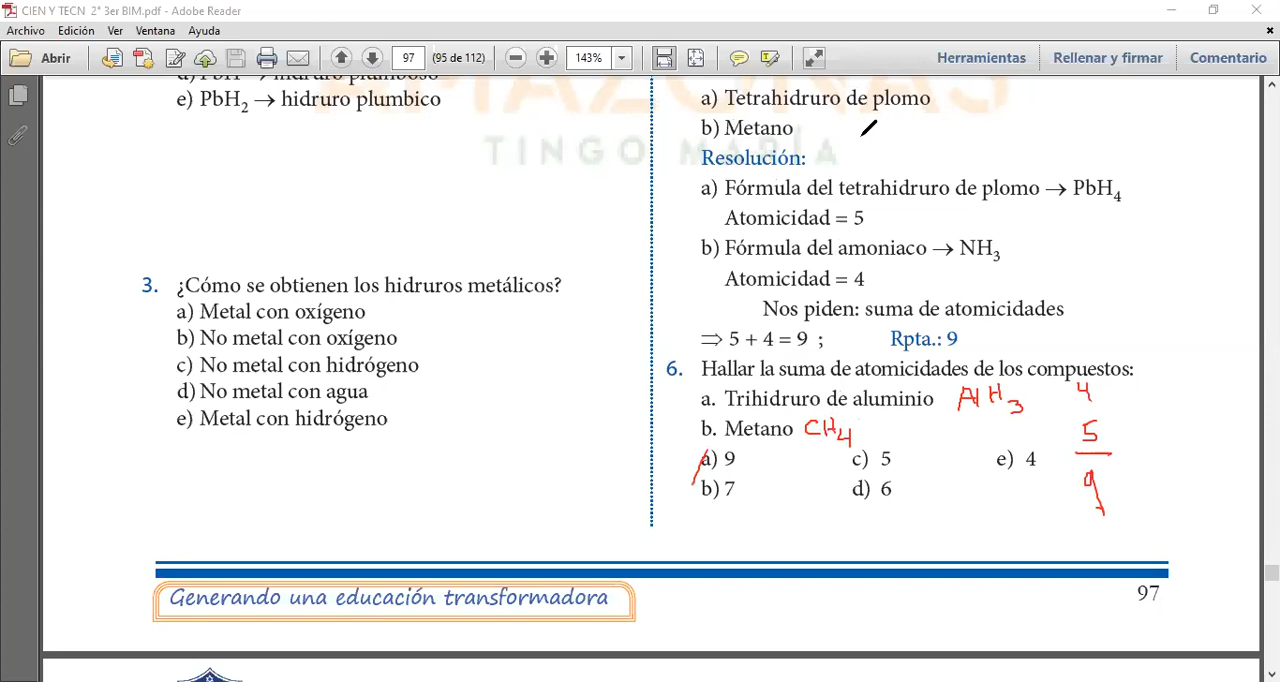 CIEN Y TECN 2° 3er BIM.pdf - Adobe Reader
Archivo Edición Ver Ventana Ayuda
Abrir 97 (95 de 112) 143% Herramientas Rellenar y firmar Comentario
e) PbH2 → hidruro plumbico
3. ¿Cómo se obtienen los hidruros metálicos?
a) Metal con oxígeno
b) No metal con oxígeno
c) No metal con hidrógeno
d) No metal con agua
e) Metal con hidrógeno
AMAZONAS
TINGO MARÍA
a) Tetrahidruro de plomo
b) Metano
Resolución:
a) Fórmula del tetrahidruro de plomo → PbH4
Atomicidad = 5
b) Fórmula del amoniaco → NH3
Atomicidad = 4
Nos piden: suma de atomicidades
⇒ 5 + 4 = 9 ; Rpta.: 9
6. Hallar la suma de atomicidades de los compuestos:
a. Trihidruro de aluminio AlH3 4
b. Metano CH4 5
a) 9 c) 5 e) 4
b) 7 d) 6 9
Generando una educación transformadora
97